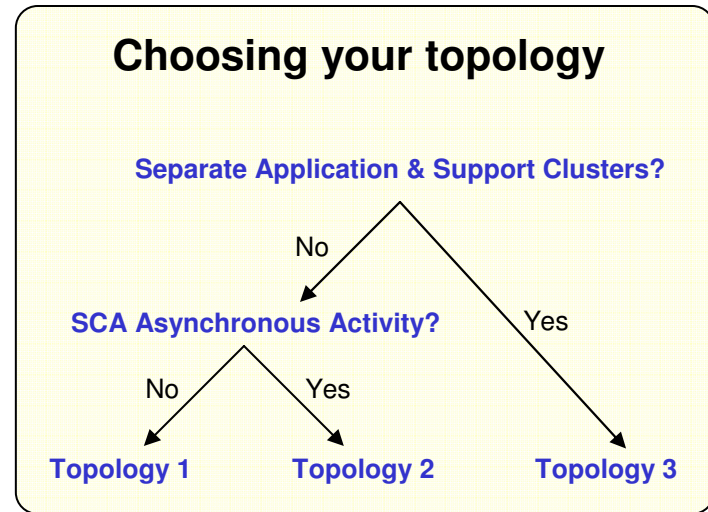 Choosing your topology
Separate Application & Support Clusters?
No
SCA Asynchronous Activity?
Yes
No
Yes
Topology 1
Topology 2
Topology 3